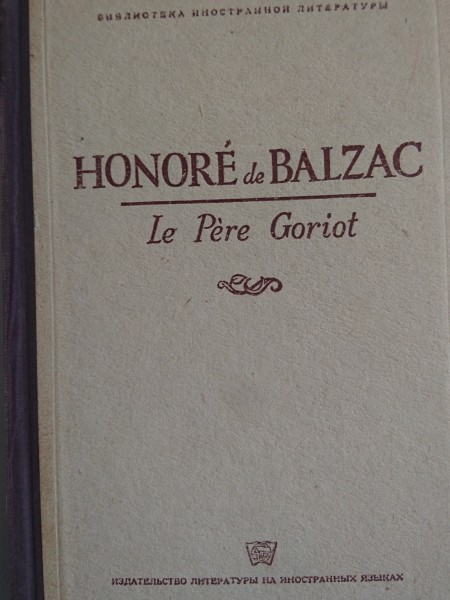 БИБЛИОТЕКА ИНОСТРАННОЙ ЛИТЕРАТУРЫ
HONORÉ de BALZAC
Le Père Goriot
ИЗДАТЕЛЬСТВО ЛИТЕРАТУРЫ НА ИНОСТРАННЫХ ЯЗЫКАХ